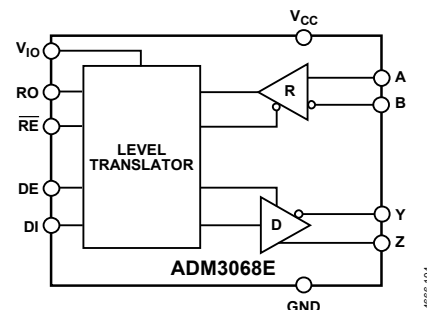 VCC
VIO
RO
RE
DE
DI
LEVEL
TRANSLATOR
R
D
A
B
Y
Z
ADM3068E
GND